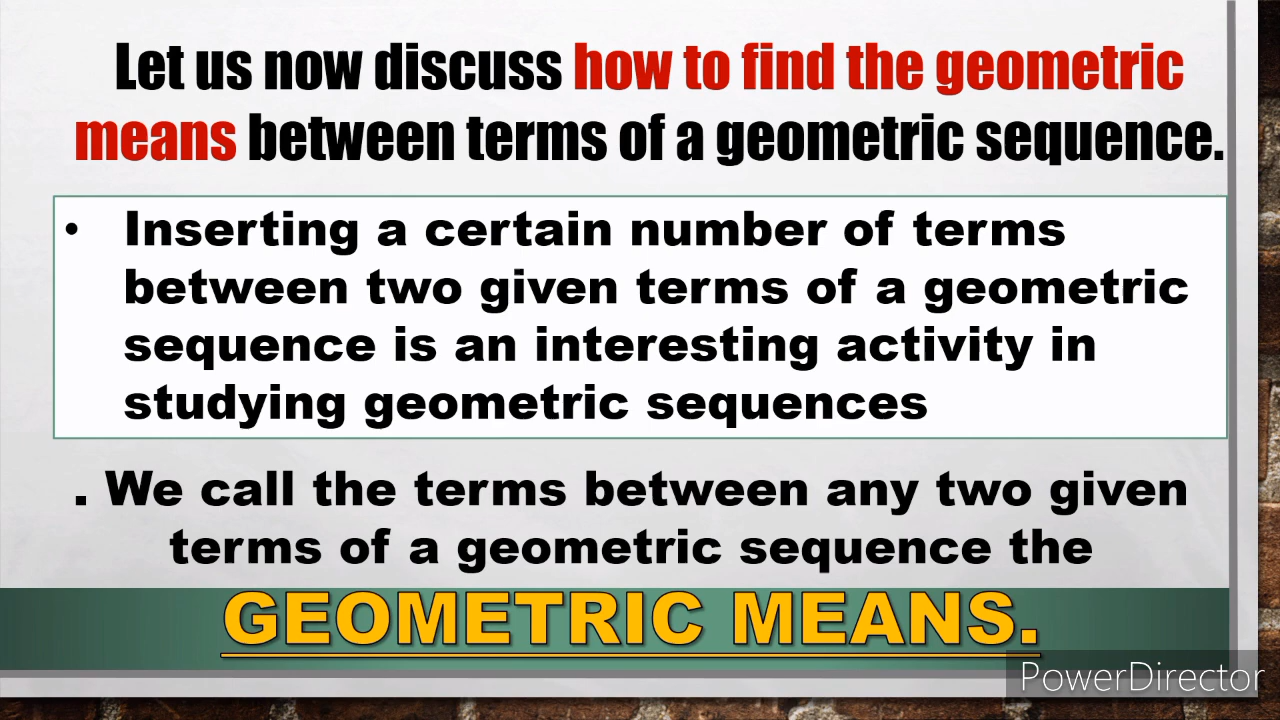 Let us now discuss how to find the geometric
means between terms of a geometric sequence.
• Inserting a certain number of terms
between two given terms of a geometric
sequence is an interesting activity in
studying geometric sequences
. We call the terms between any two given
terms of a geometric sequence the
GEOMETRIC MEANS.
PowerDirector